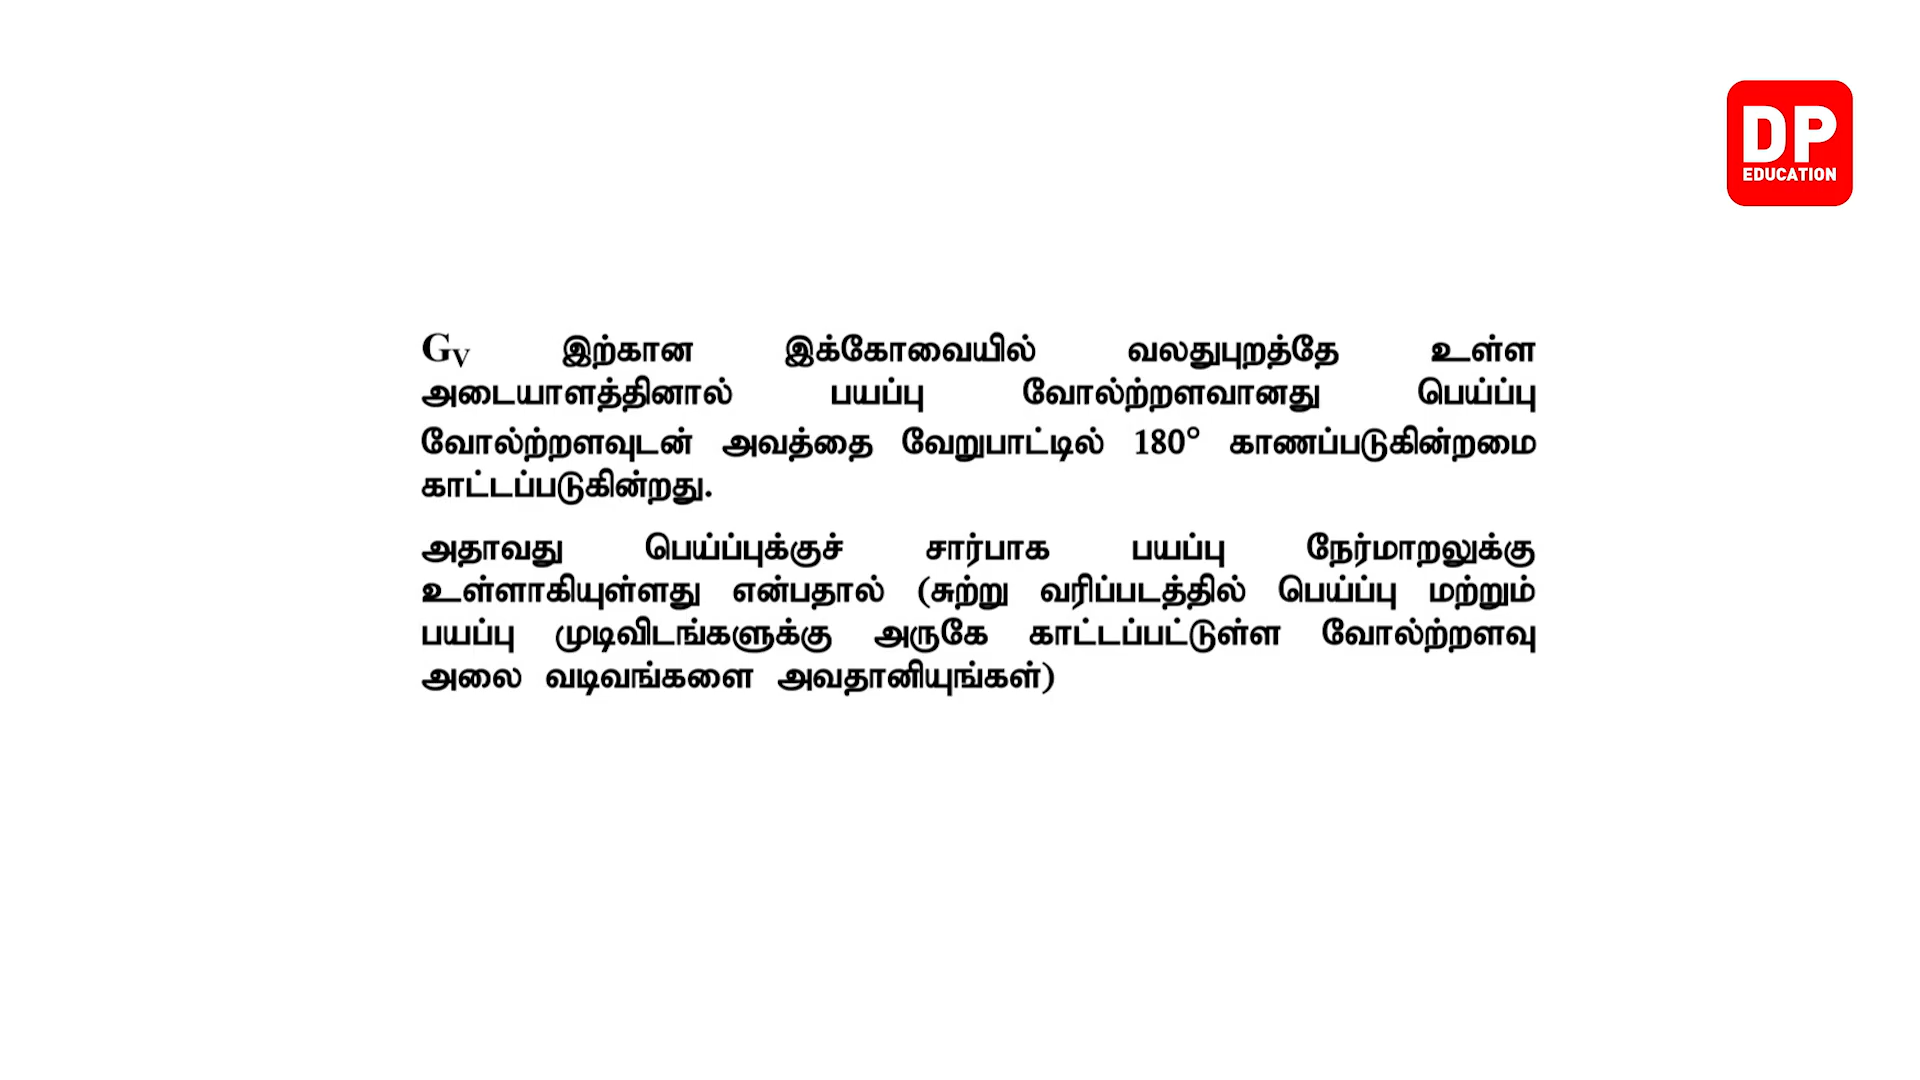 DP
EDUCATION
G_V இற்கான இக்கோவையில் வலதுபுறத்தே உள்ள
அடையாளத்தினால் பயப்பு வோல்ற்றளவானது பெய்ப்பு
வோல்ற்றளவுடன் அவத்தை வேறுபாட்டில் 180° காணப்படுகின்றமை
காட்டப்படுகின்றது.
அதாவது பெய்ப்புக்குச் சார்பாக பயப்பு நேர்மாறலுக்கு
உள்ளாகியுள்ளது என்பதால் (சுற்று வரிப்படத்தில் பெய்ப்பு மற்றும்
பயப்பு முடிவிடங்களுக்கு அருகே காட்டப்பட்டுள்ள வோல்ற்றளவு
அலை வடிவங்களை அவதானியுங்கள்)